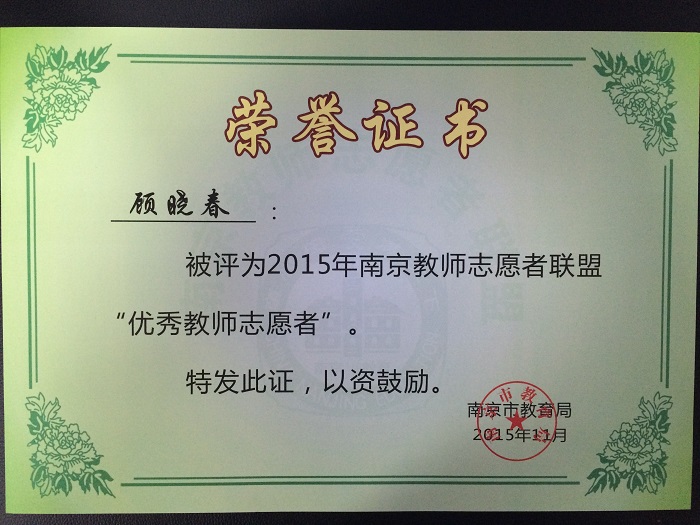 荣誉证书
顾晓春：
被评为2015年南京教师志愿者联盟
“优秀教师志愿者”。
特发此证，以资鼓励。
南京市教育局
2015年11月